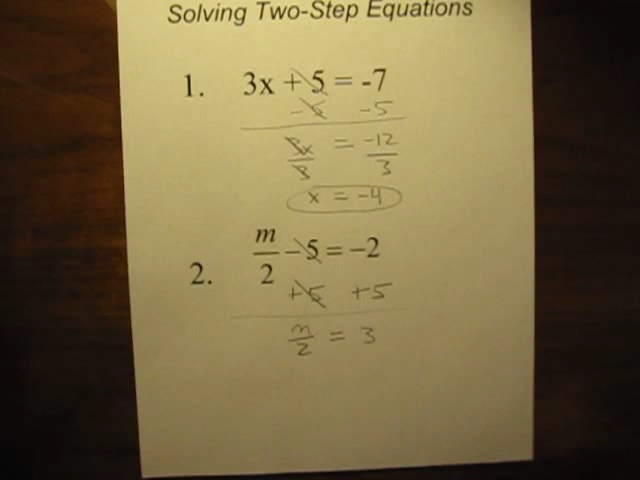 Solving Two-Step Equations
1. 3x + 5 = -7
-5 -5
3x/3 = -12/3
x = -4
2. m/2 - 5 = -2
+5 +5
m/2 = 3